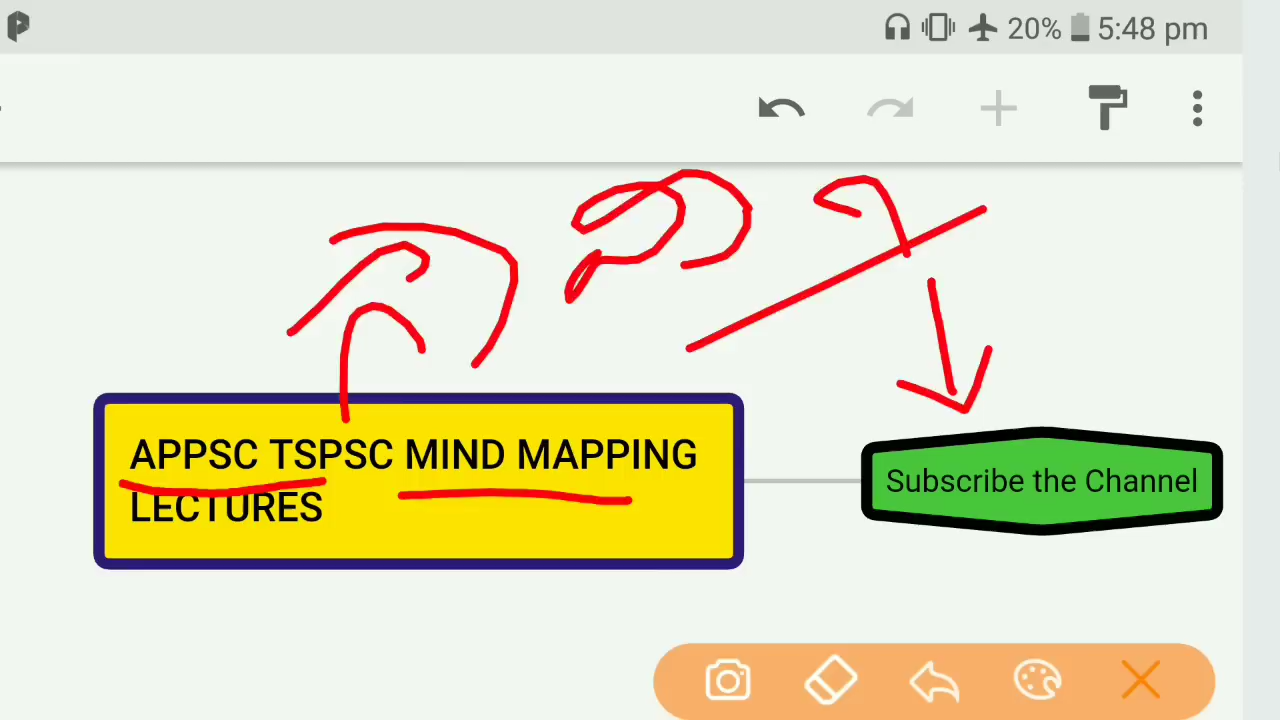 20% 5:48 pm
APPSC TSPSC MIND MAPPING
LECTURES
Subscribe the Channel